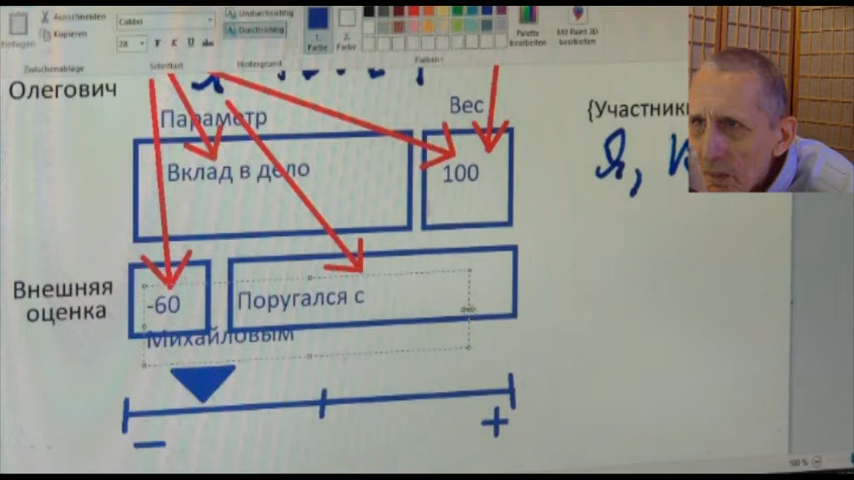 Ausschneiden
Kopieren
Einfügen
Zwischenablage
Calibri
28
F K U abc
Schriftart
Undurchsichtig
Durchsichtig
Hintergrund
1.
Farbe
2.
Farbe
Farben
Palette
bearbeiten
Mit Paint 3D
bearbeiten
Олегович
Параметр
Вес
{Участники
Вклад в дело
100
Я,
Внешняя
оценка
-60
Поругался с
Михайловым
−
+
100 %